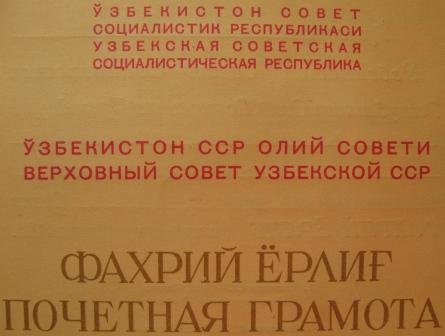 ЎЗБЕКИСТОН СОВЕТ
СОЦИАЛИСТИК РЕСПУБЛИКАСИ
УЗБЕКСКАЯ СОВЕТСКАЯ
СОЦИАЛИСТИЧЕСКАЯ РЕСПУБЛИКА
ЎЗБЕКИСТОН ССР ОЛИЙ СОВЕТИ
ВЕРХОВНЫЙ СОВЕТ УЗБЕКСКОЙ ССР
ФАХРИЙ ЁРЛИҒ
ПОЧЕТНАЯ ГРАМОТА